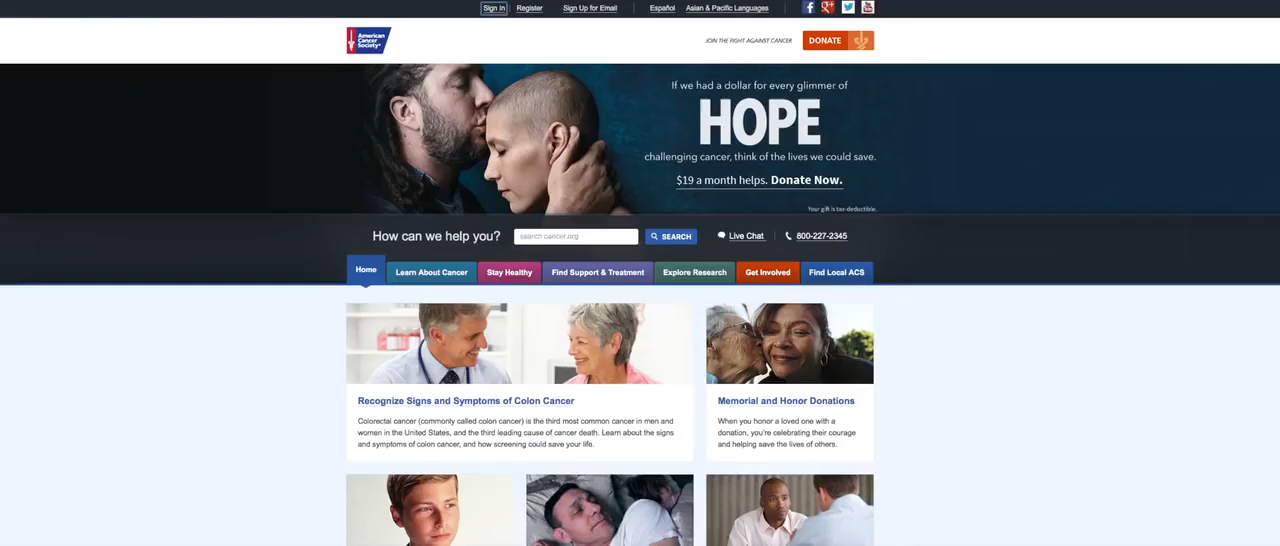 Sign In Register Sign Up for Email Español Asian & Pacific Languages
American
Cancer
Society®
JOIN THE FIGHT AGAINST CANCER DONATE
If we had a dollar for every glimmer of
HOPE
challenging cancer, think of the lives we could save.
$19 a month helps. Donate Now.
Your gift is tax-deductible.
How can we help you? search cancer.org SEARCH Live Chat 800-227-2345
Home Learn About Cancer Stay Healthy Find Support & Treatment Explore Research Get Involved Find Local ACS
Recognize Signs and Symptoms of Colon Cancer
Colorectal cancer (commonly called colon cancer) is the third most common cancer in men and
women in the United States, and the third leading cause of cancer death. Learn about the signs
and symptoms of colon cancer, and how screening could save your life.
Memorial and Honor Donations
When you honor a loved one with a
donation, you're celebrating their courage
and helping save the lives of others.